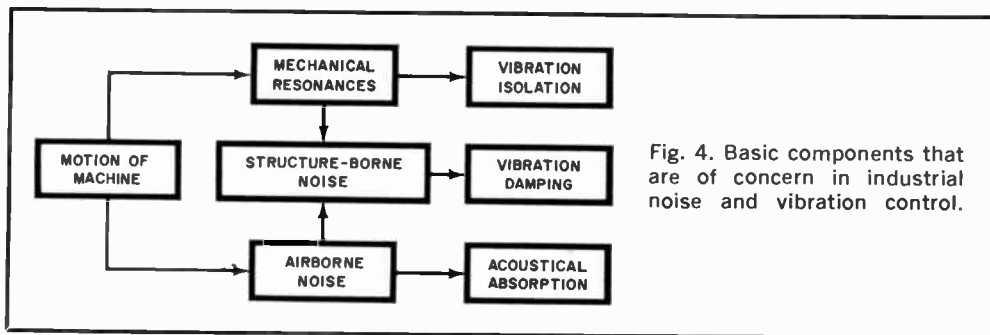 MECHANICAL
RESONANCES
VIBRATION
ISOLATION
MOTION OF
MACHINE
STRUCTURE-BORNE
NOISE
VIBRATION
DAMPING
AIRBORNE
NOISE
ACOUSTICAL
ABSORPTION
Fig. 4. Basic components that
are of concern in industrial
noise and vibration control.